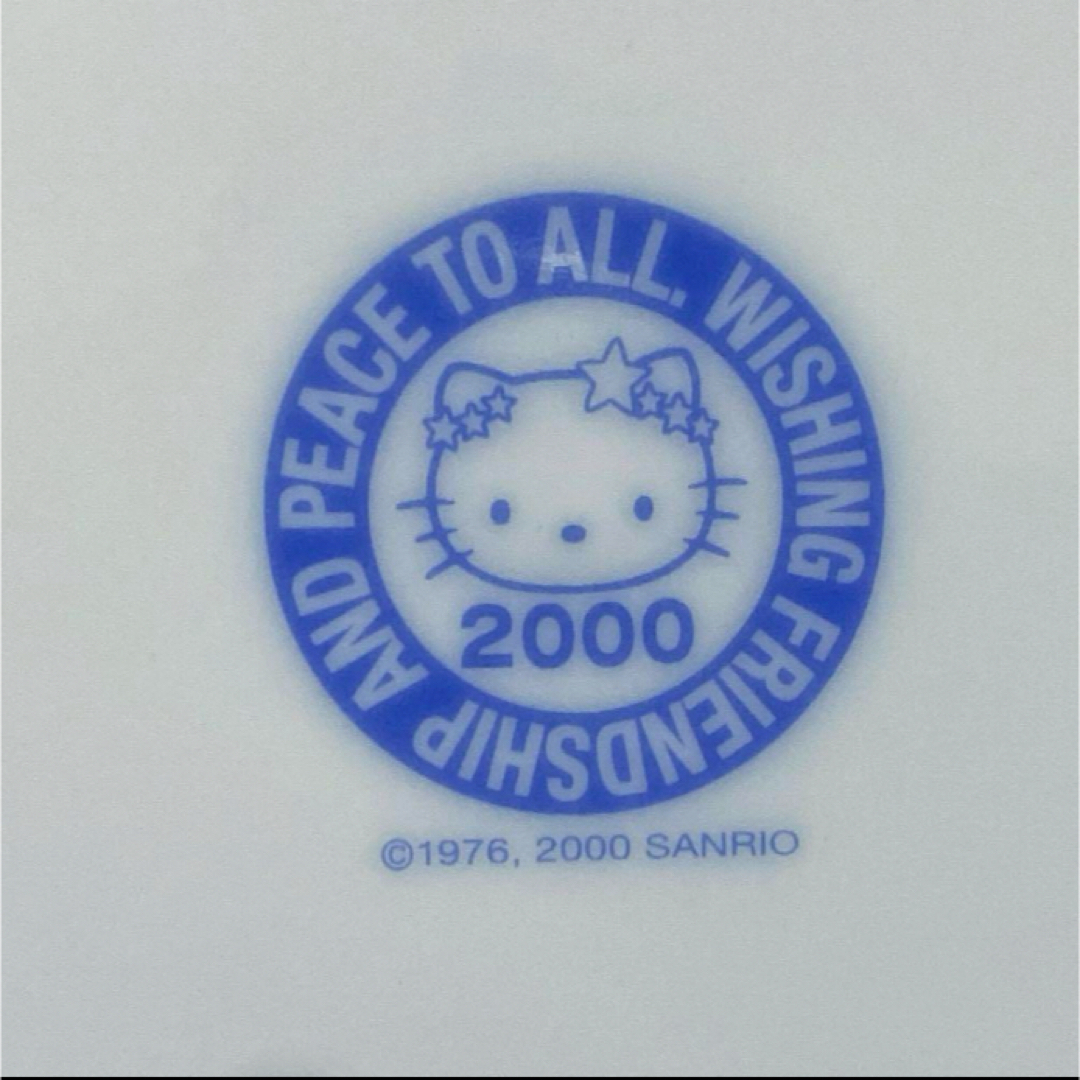 WISHING FRIENDSHIP AND PEACE TO ALL.
2000
©1976, 2000 SANRIO